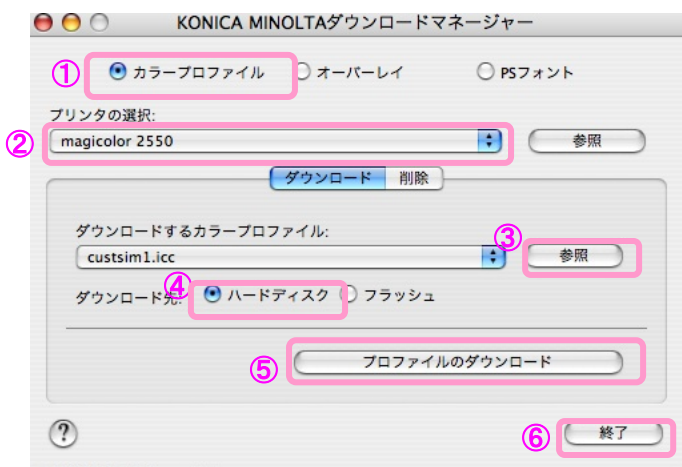 KONICA MINOLTAダウンロードマネージャー
① カラープロファイル オーバーレイ PSフォント
プリンタの選択:
② magicolor 2550 参照
ダウンロード 削除
ダウンロードするカラープロファイル:
custsim1.icc ③ 参照
ダウンロード先: ④ ハードディスク フラッシュ
⑤ プロファイルのダウンロード
? ⑥ 終了